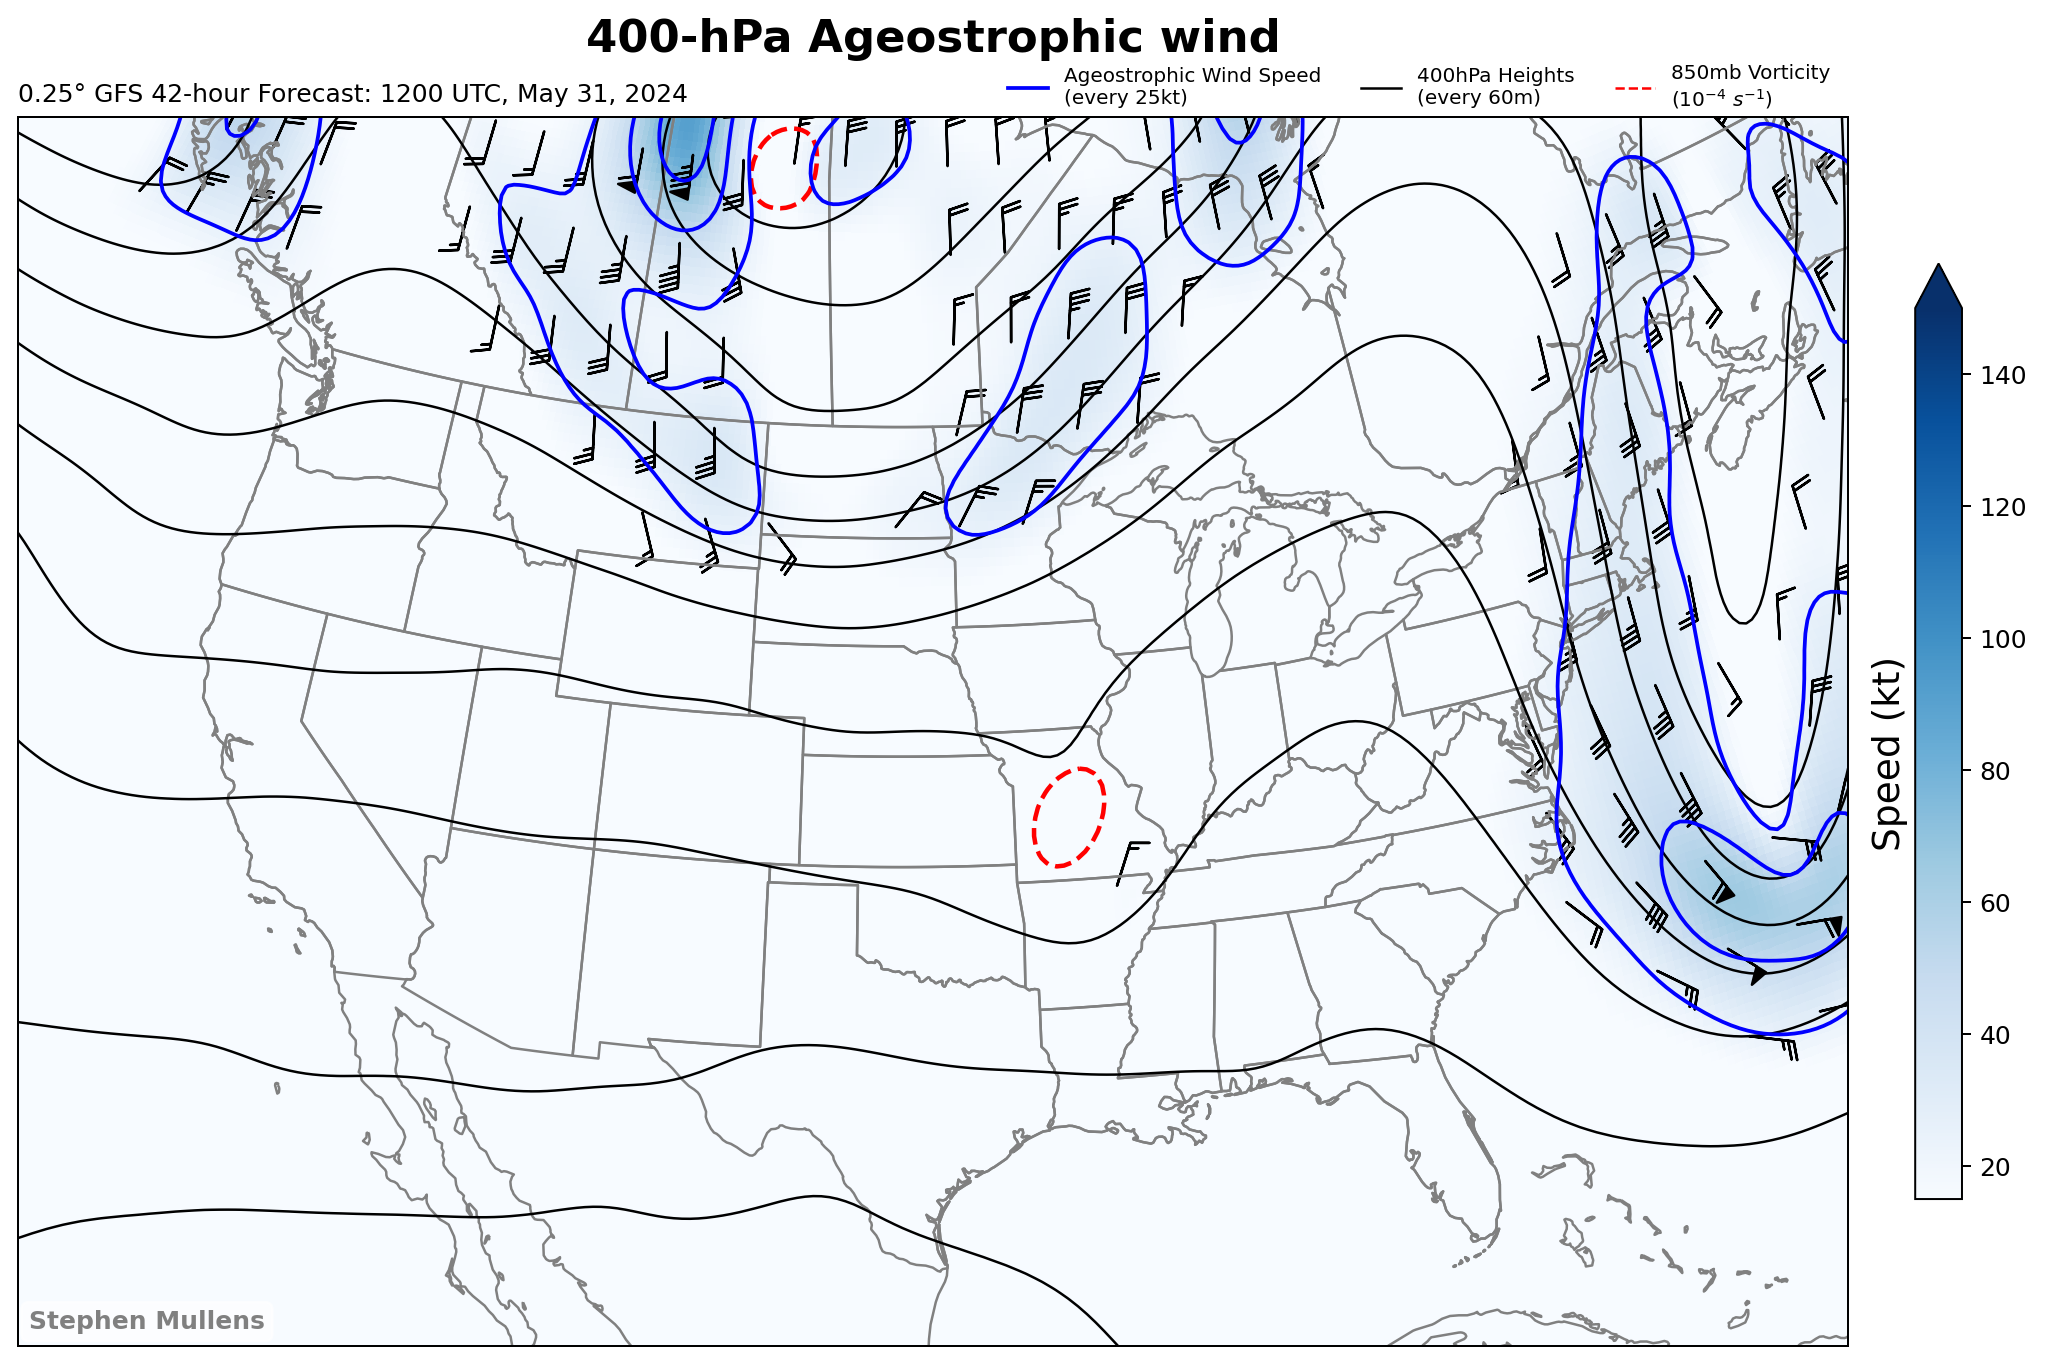 400-hPa Ageostrophic wind
0.25° GFS 42-hour Forecast: 1200 UTC, May 31, 2024
Ageostrophic Wind Speed
(every 25kt)
400hPa Heights
(every 60m)
850mb Vorticity
(10⁻⁴ s⁻¹)
140
120
100
80
60
40
20
Speed (kt)
Stephen Mullens